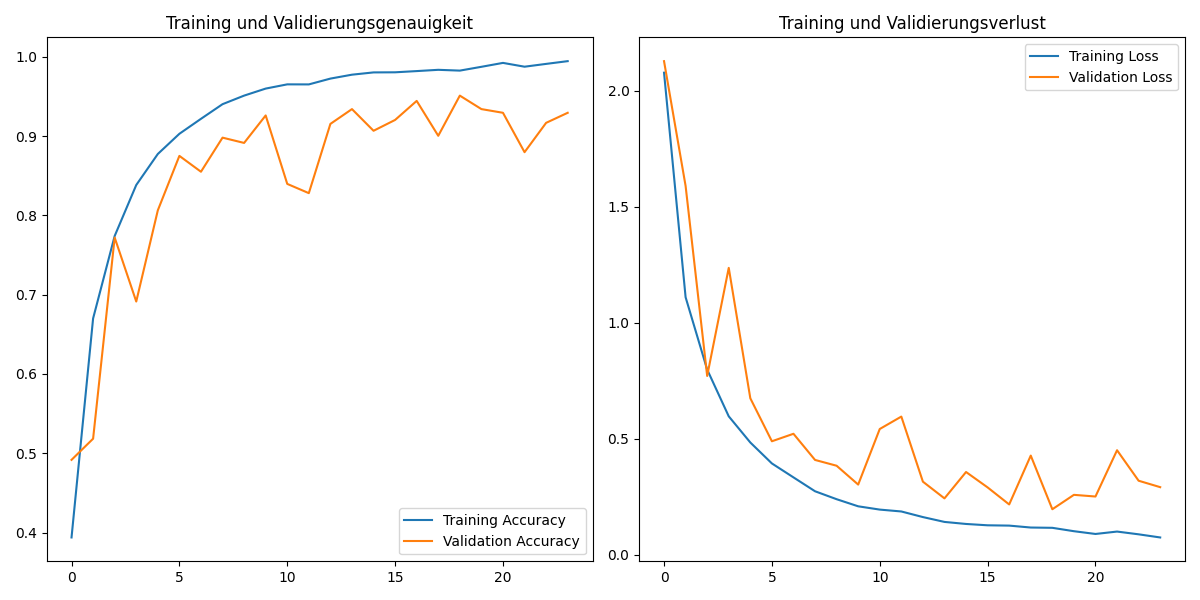 Training und Validierungsgenauigkeit
1.0
0.9
0.8
0.7
0.6
0.5
0.4
0 5 10 15 20
Training Accuracy
Validation Accuracy
Training und Validierungsverlust
2.0
1.5
1.0
0.5
0.0
0 5 10 15 20
Training Loss
Validation Loss